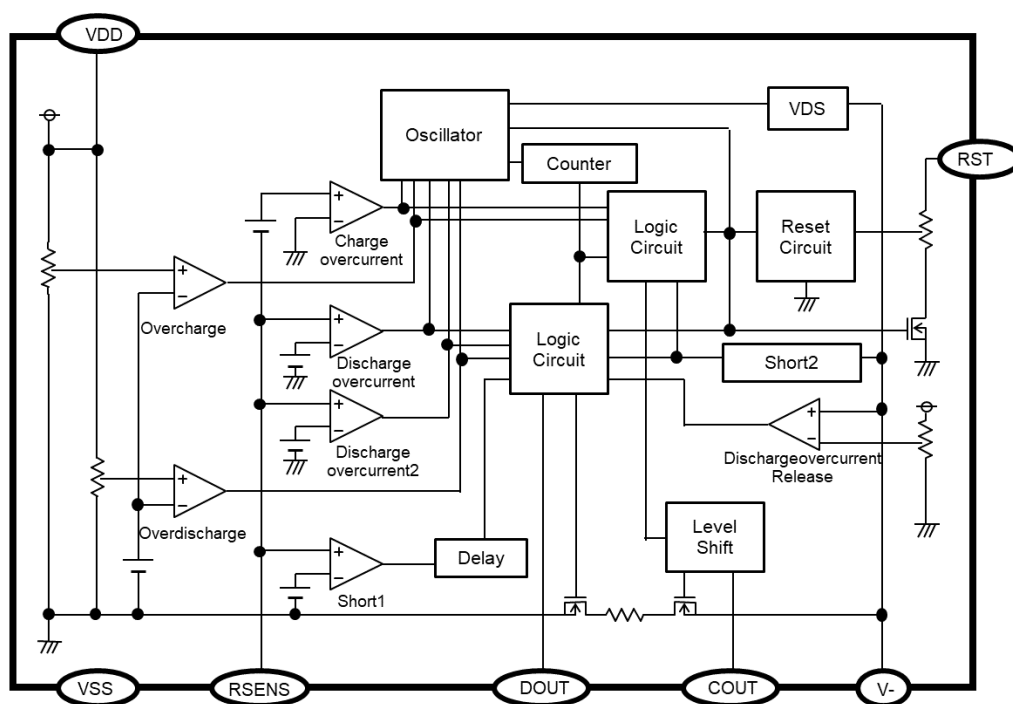 VDD
Oscillator
VDS
Counter
RST
+
−
Charge
overcurrent
Logic
Circuit
Reset
Circuit
+
−
Overcharge
+
−
Discharge
overcurrent
Logic
Circuit
Short2
+
−
Discharge
overcurrent2
+
−
Dischargeovercurrent
Release
+
−
Overdischarge
Level
Shift
+
−
Short1
Delay
VSS
RSENS
DOUT
COUT
V-